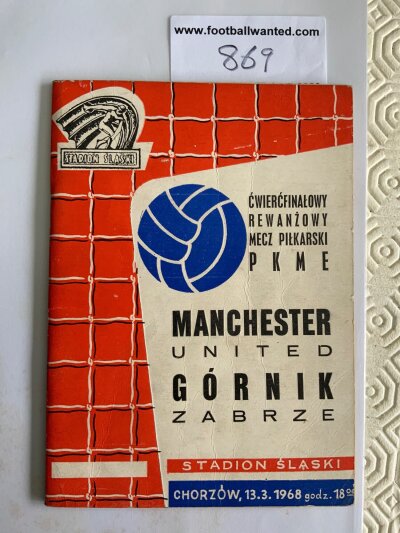 www.footballwanted.com
869
STADION ŚLĄSKI
ĆWIERĆFINAŁOWY
REWANŻOWY
MECZ PIŁKARSKI
PKME
MANCHESTER
UNITED
GÓRNIK
ZABRZE
STADION ŚLĄSKI
CHORZÓW, 13.3. 1968 godz. 18⁰⁰